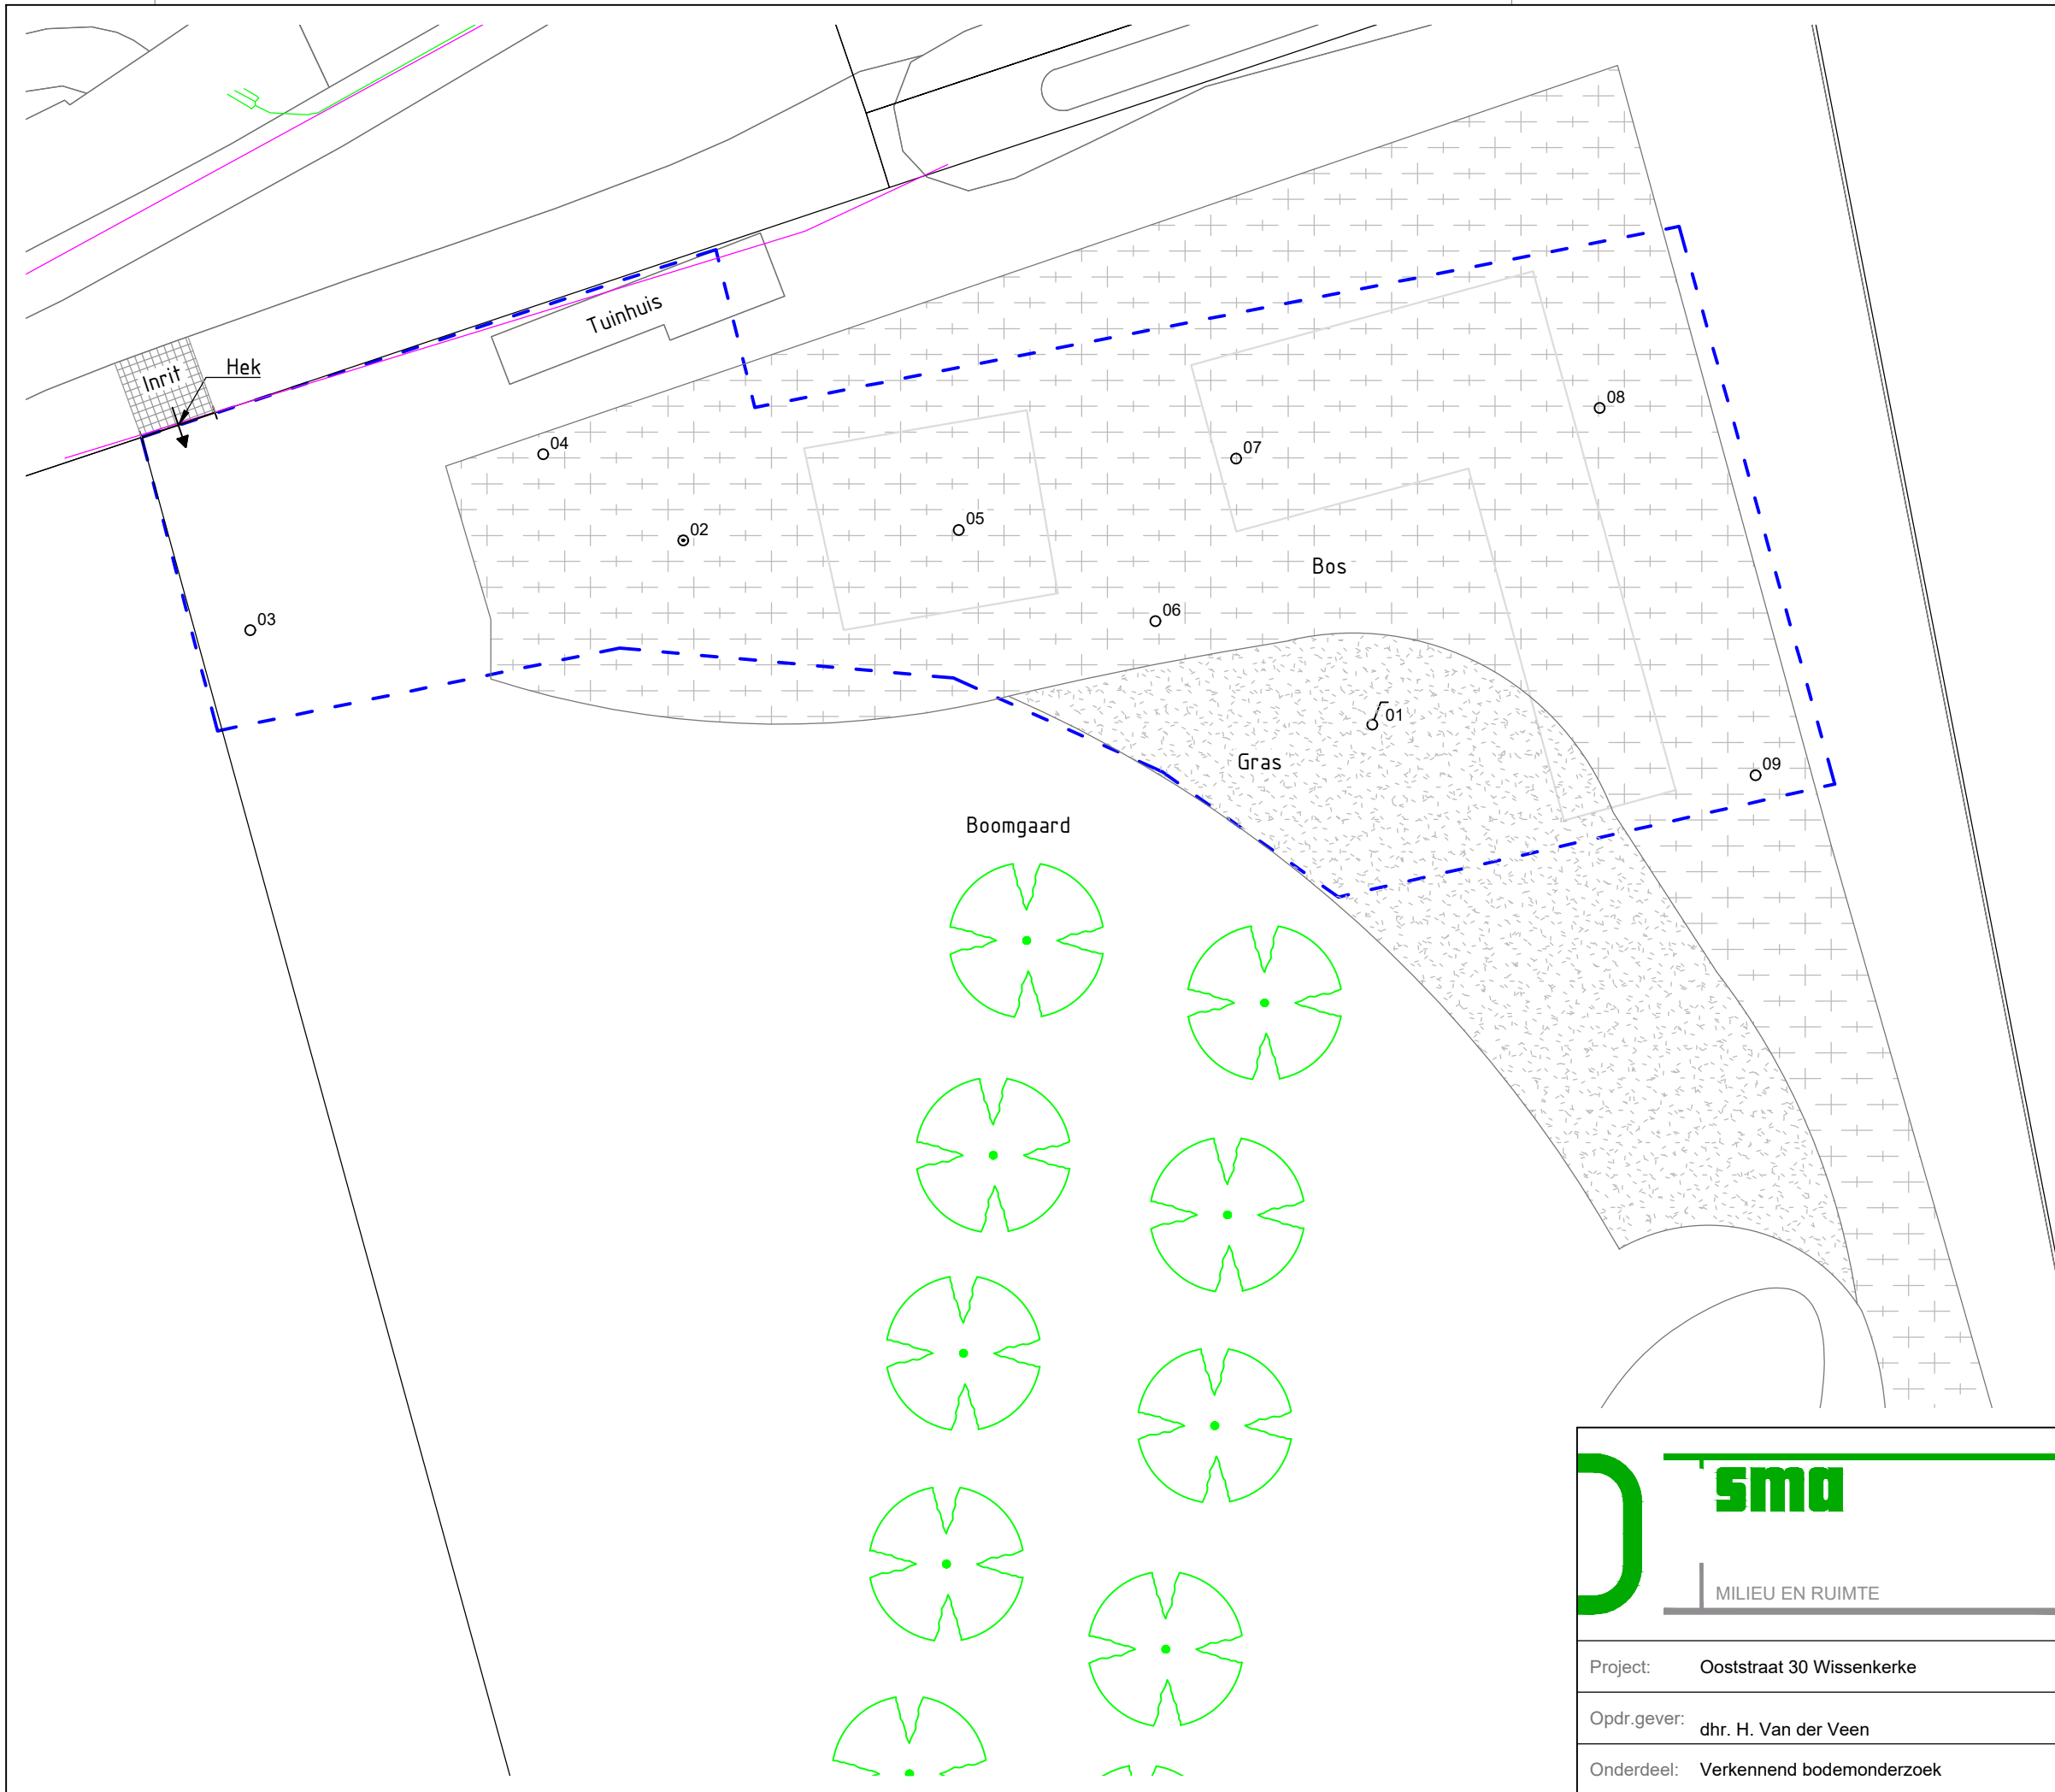 Tuinhuis
Hek
Inrit
08
04
07
05
02
Bos
06
03
01
Gras
09
Boomgaard
sma
MILIEU EN RUIMTE
Project: Ooststraat 30 Wissenkerke
Opdr.gever: dhr. H. Van der Veen
Onderdeel: Verkennend bodemonderzoek